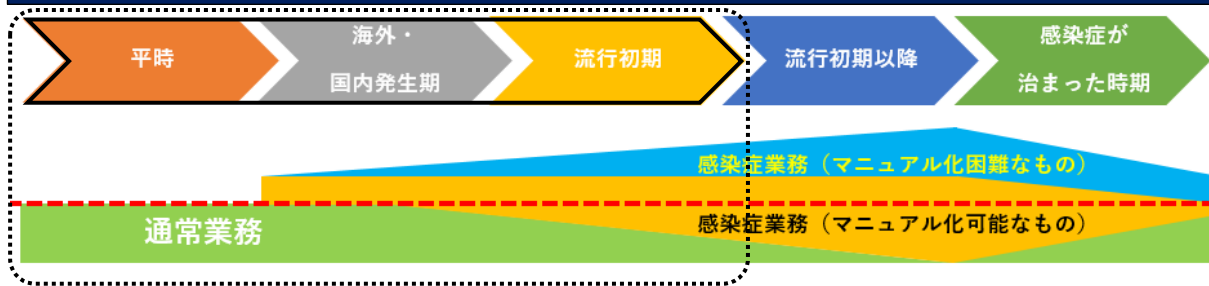 平時
海外・
国内発生期
流行初期
流行初期以降
感染症が
治まった時期
感染症業務（マニュアル化困難なもの）
通常業務
感染症業務（マニュアル化可能なもの）